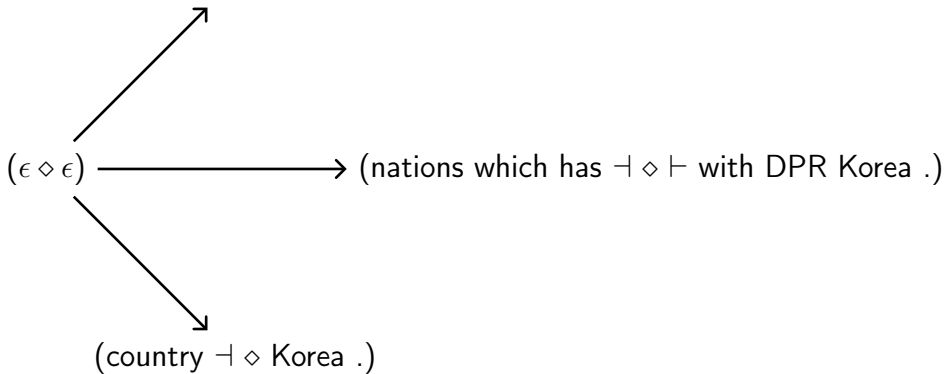 (ϵ ⋄ ϵ)
(nations which has ⊣ ⋄ ⊢ with DPR Korea .)
(country ⊣ ⋄ Korea .)